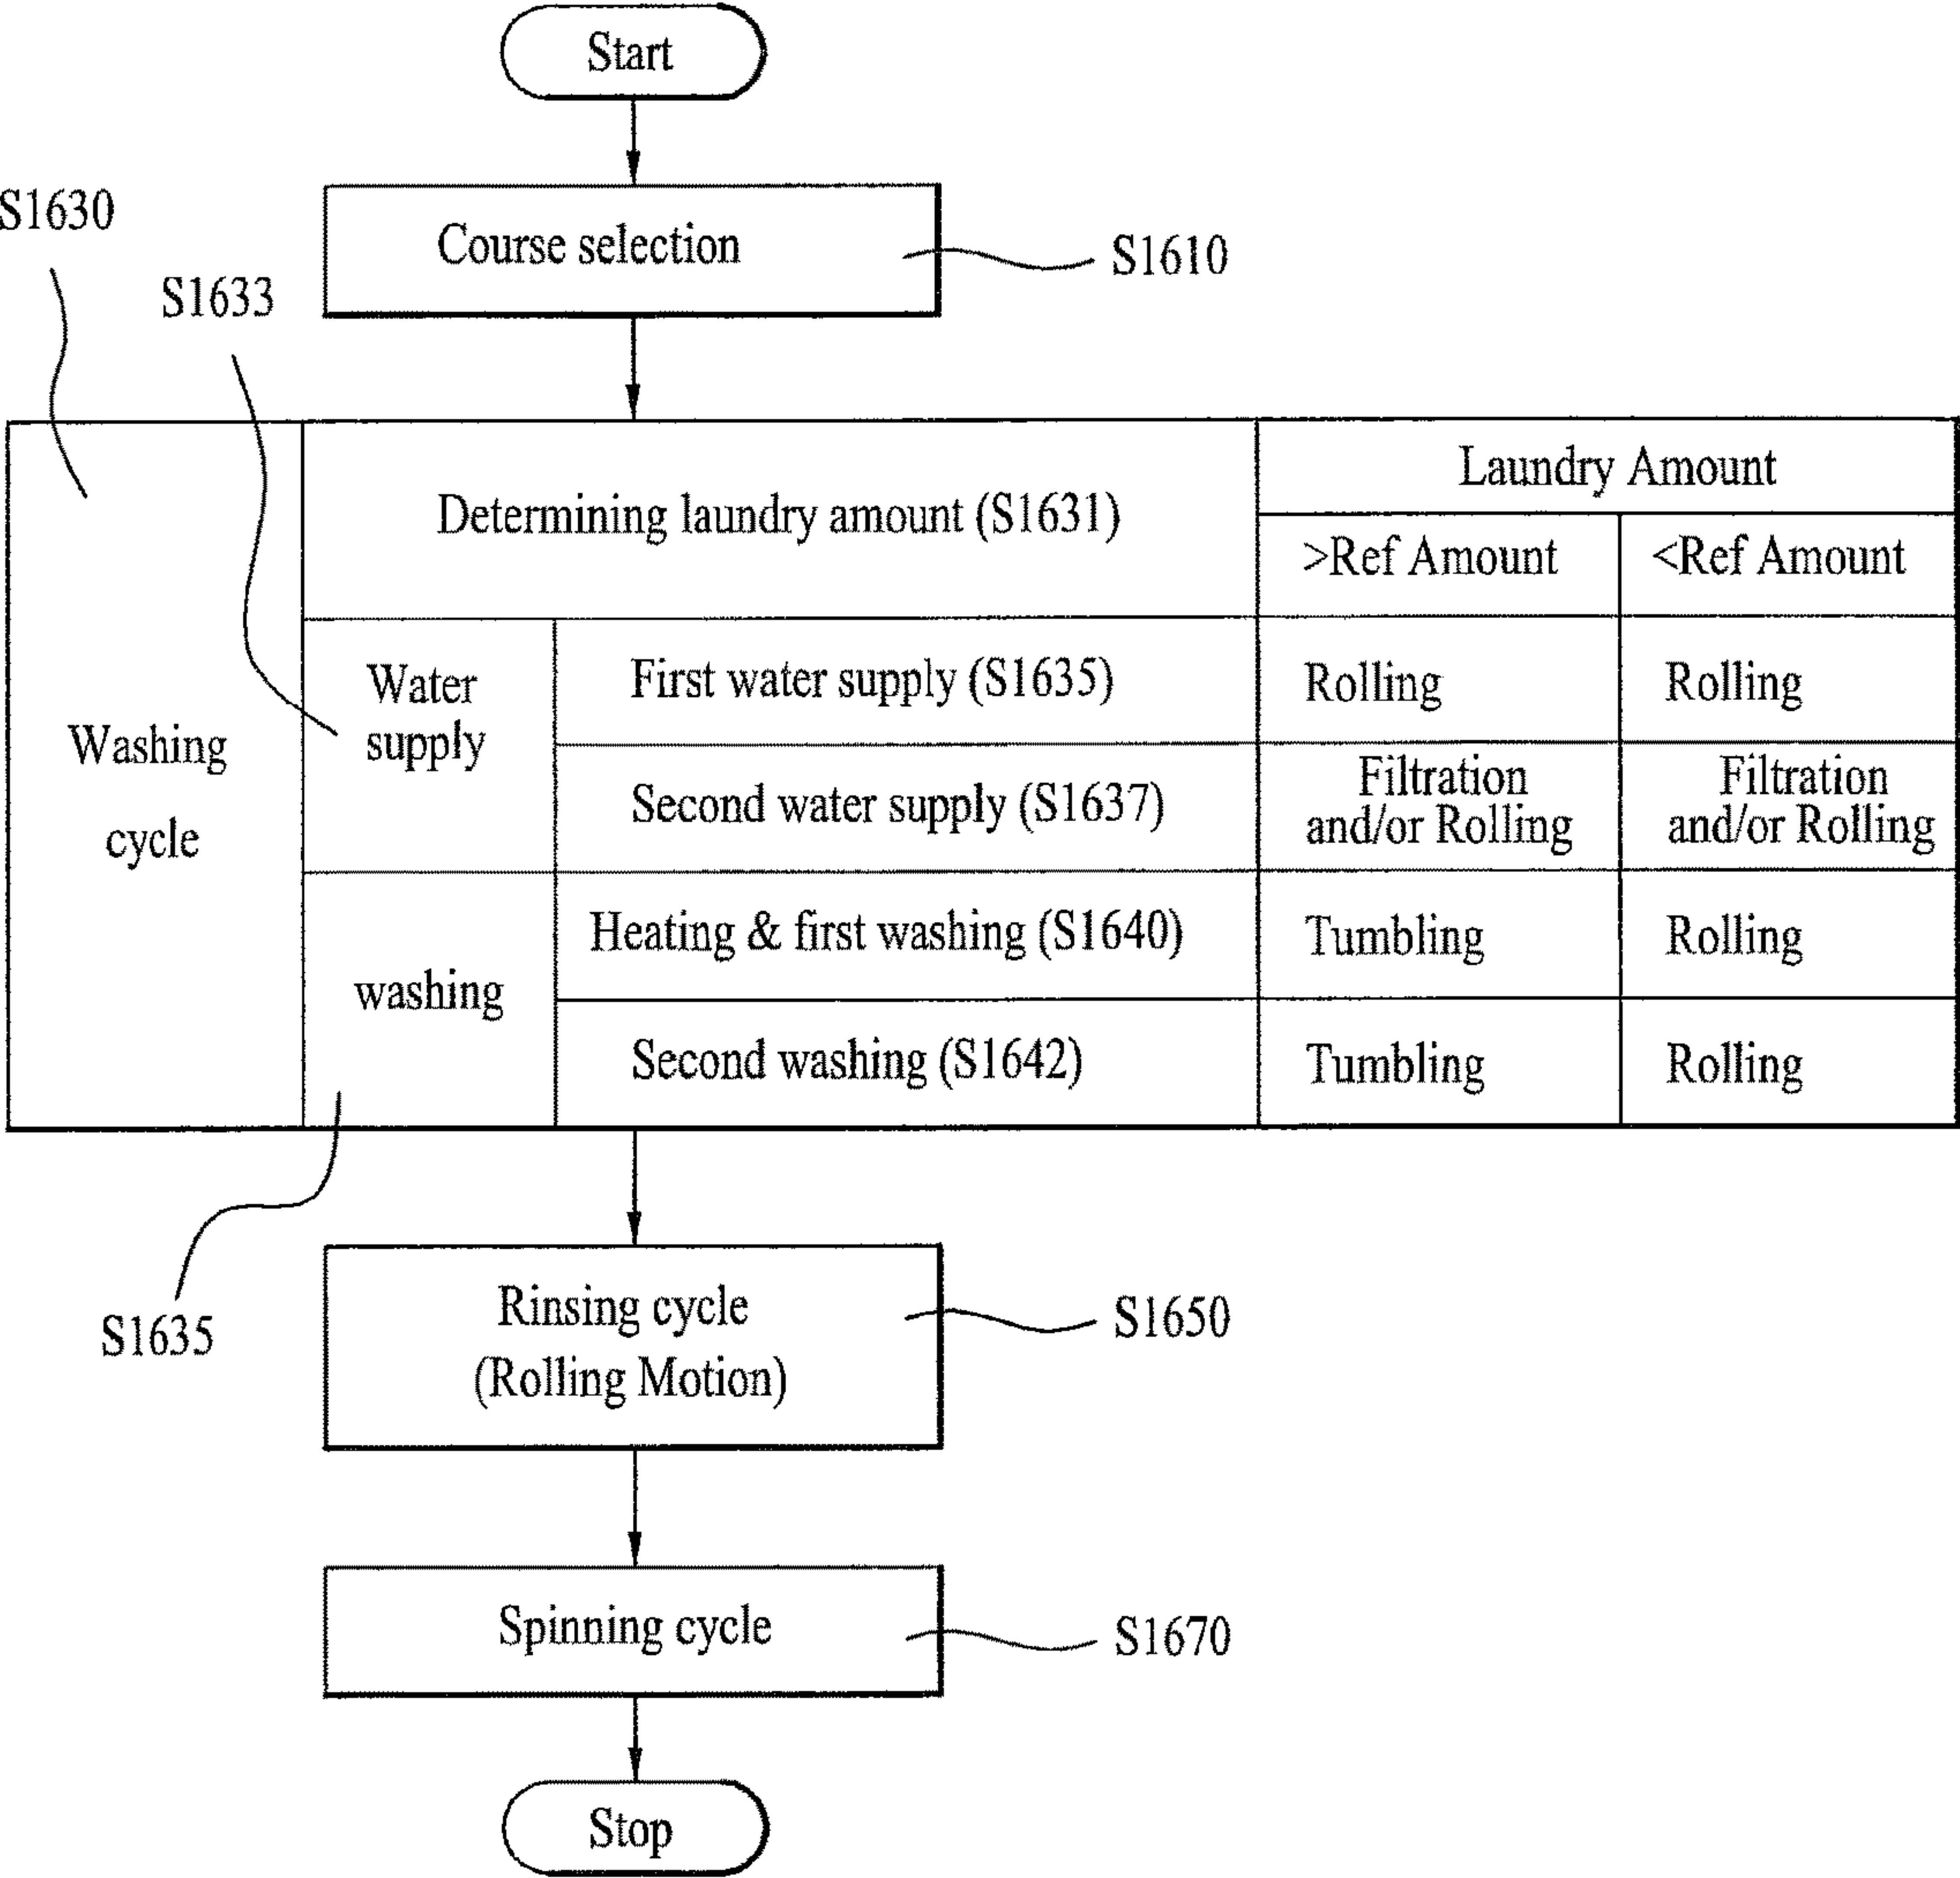 Start
S1630
Course selection
S1610
S1633
Laundry Amount
Determining laundry amount (S1631)
>Ref Amount
<Ref Amount
Washing
cycle
Water
supply
First water supply (S1635)
Rolling
Rolling
Second water supply (S1637)
Filtration
and/or Rolling
Filtration
and/or Rolling
washing
Heating & first washing (S1640)
Tumbling
Rolling
Second washing (S1642)
Tumbling
Rolling
S1635
Rinsing cycle
(Rolling Motion)
S1650
Spinning cycle
S1670
Stop